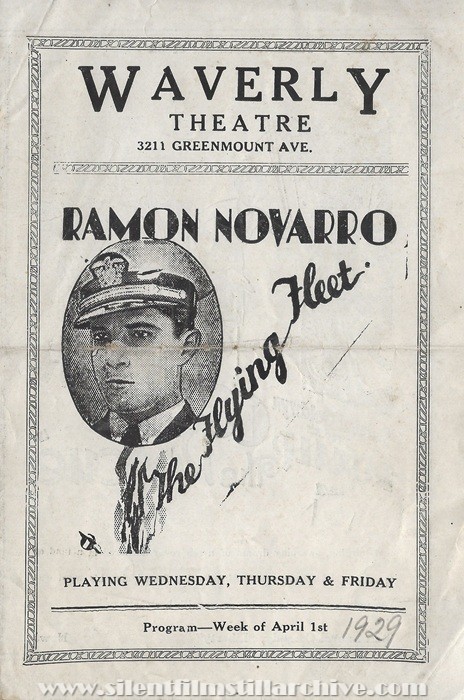 WAVERLY
THEATRE
3211 GREENMOUNT AVE.
RAMON NOVARRO
The Flying Fleet.
PLAYING WEDNESDAY, THURSDAY & FRIDAY
Program—Week of April 1st 1929
www.silentfilmstillarchive.com